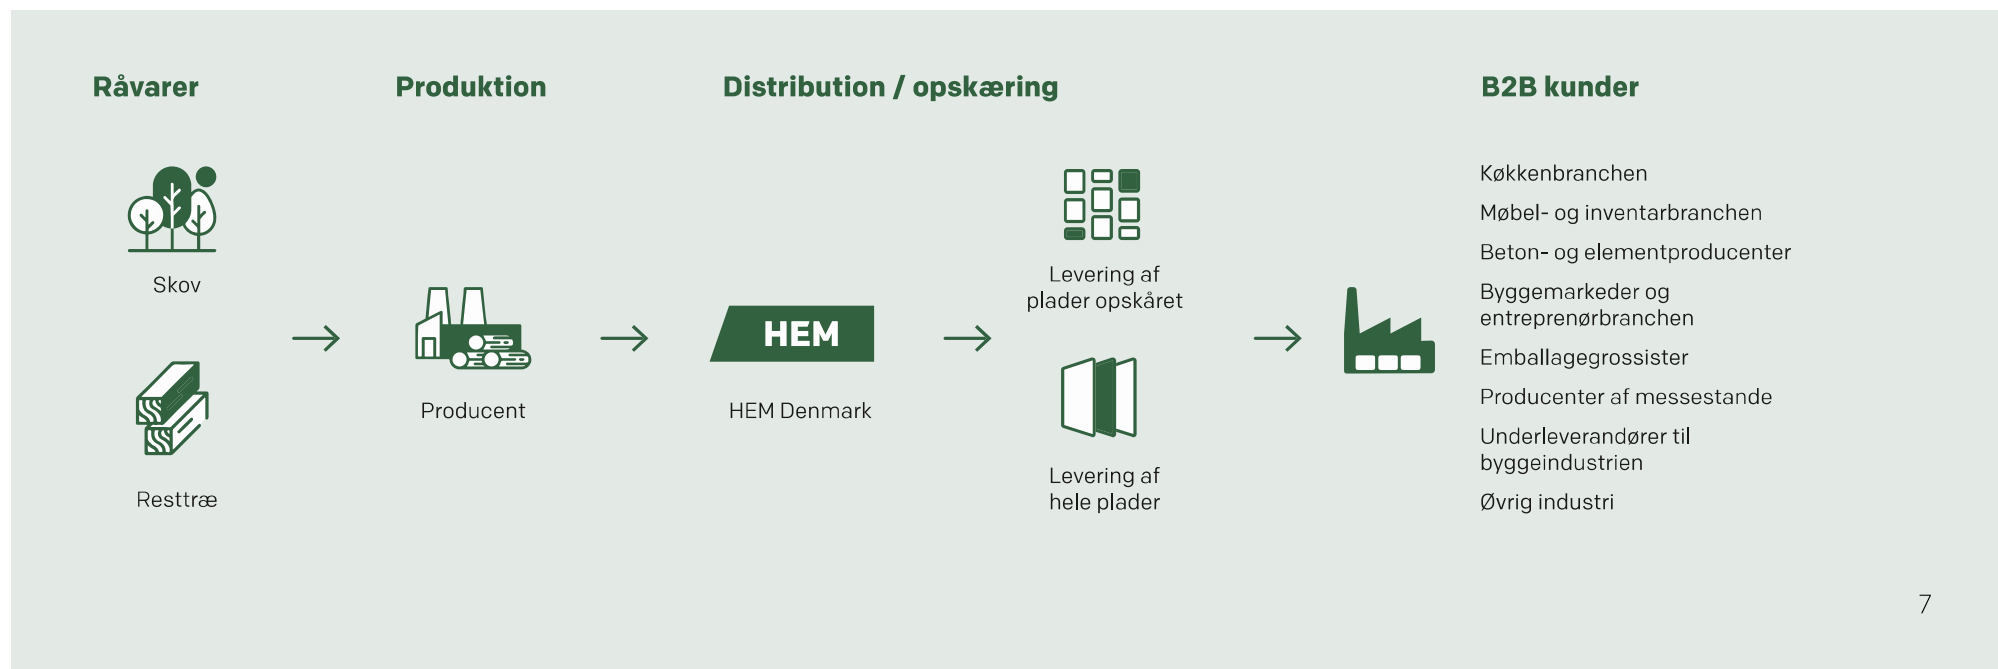 Råvarer
Produktion
Distribution / opskæring
B2B kunder
Skov
Resttræ
Producent
HEM
HEM Denmark
Levering af
plader opskåret
Levering af
hele plader
Køkkenbranchen
Møbel- og inventarbranchen
Beton- og elementproducenter
Byggemarkeder og
entreprenørbranchen
Emballagegrossister
Producenter af messestande
Underleverandører til
byggeindustrien
Øvrig industri
7